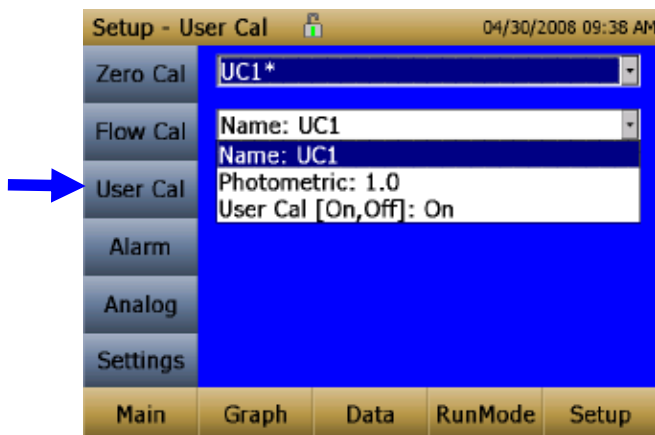 Setup - User Cal 04/30/2008 09:38 AM
Zero Cal
UC1*
Flow Cal
Name: UC1
Name: UC1
User Cal
Photometric: 1.0
User Cal [On,Off]: On
Alarm
Analog
Settings
Main Graph Data RunMode Setup